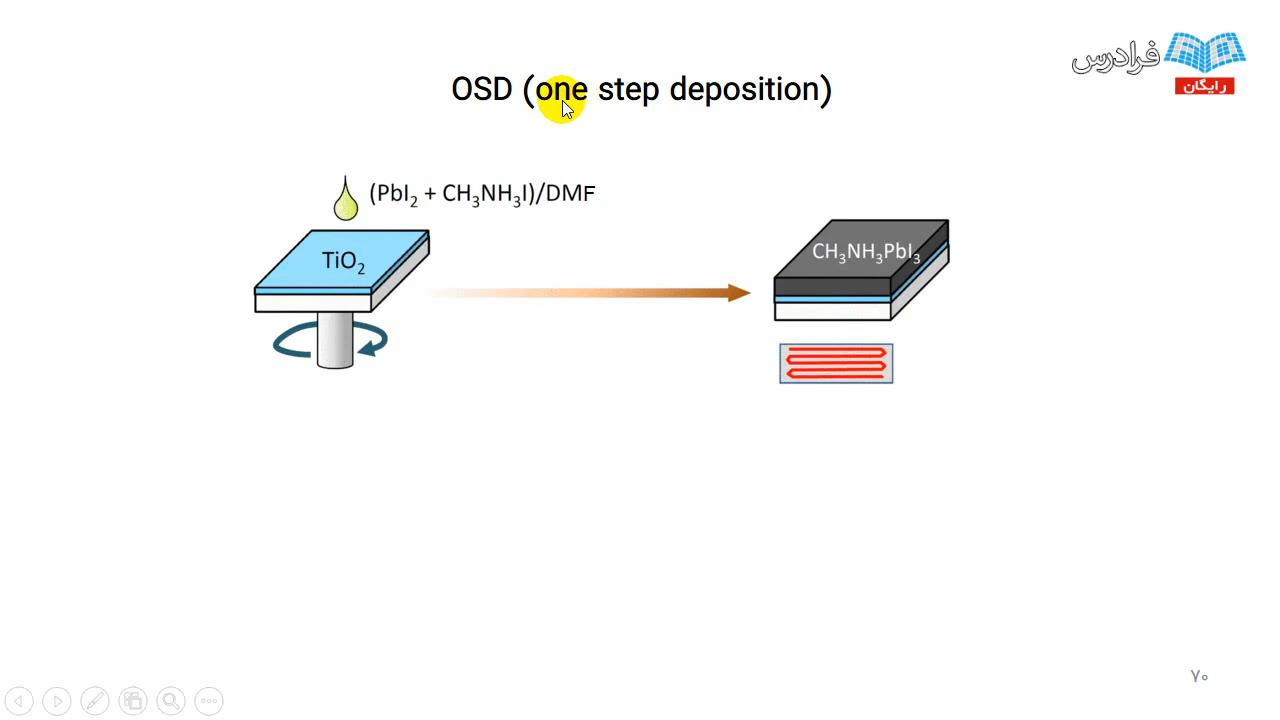 فرادرس
رایگان
OSD (one step deposition)
(PbI₂ + CH₃NH₃I)/DMF
TiO₂
CH₃NH₃PbI₃
۷۰